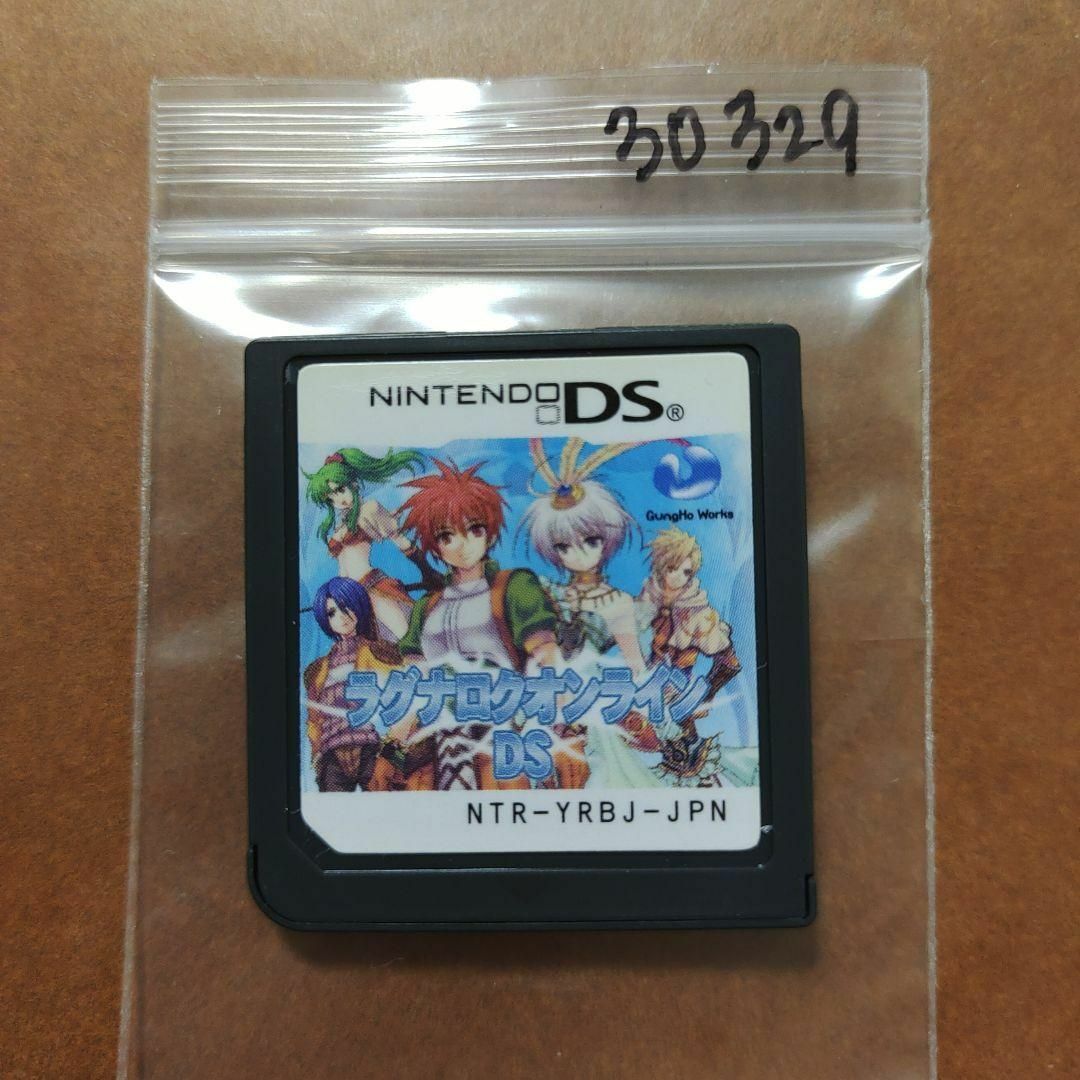 30329
NINTENDO DS®
GungHo Works
ラグナロクオンライン
DS
NTR-YRBJ-JPN